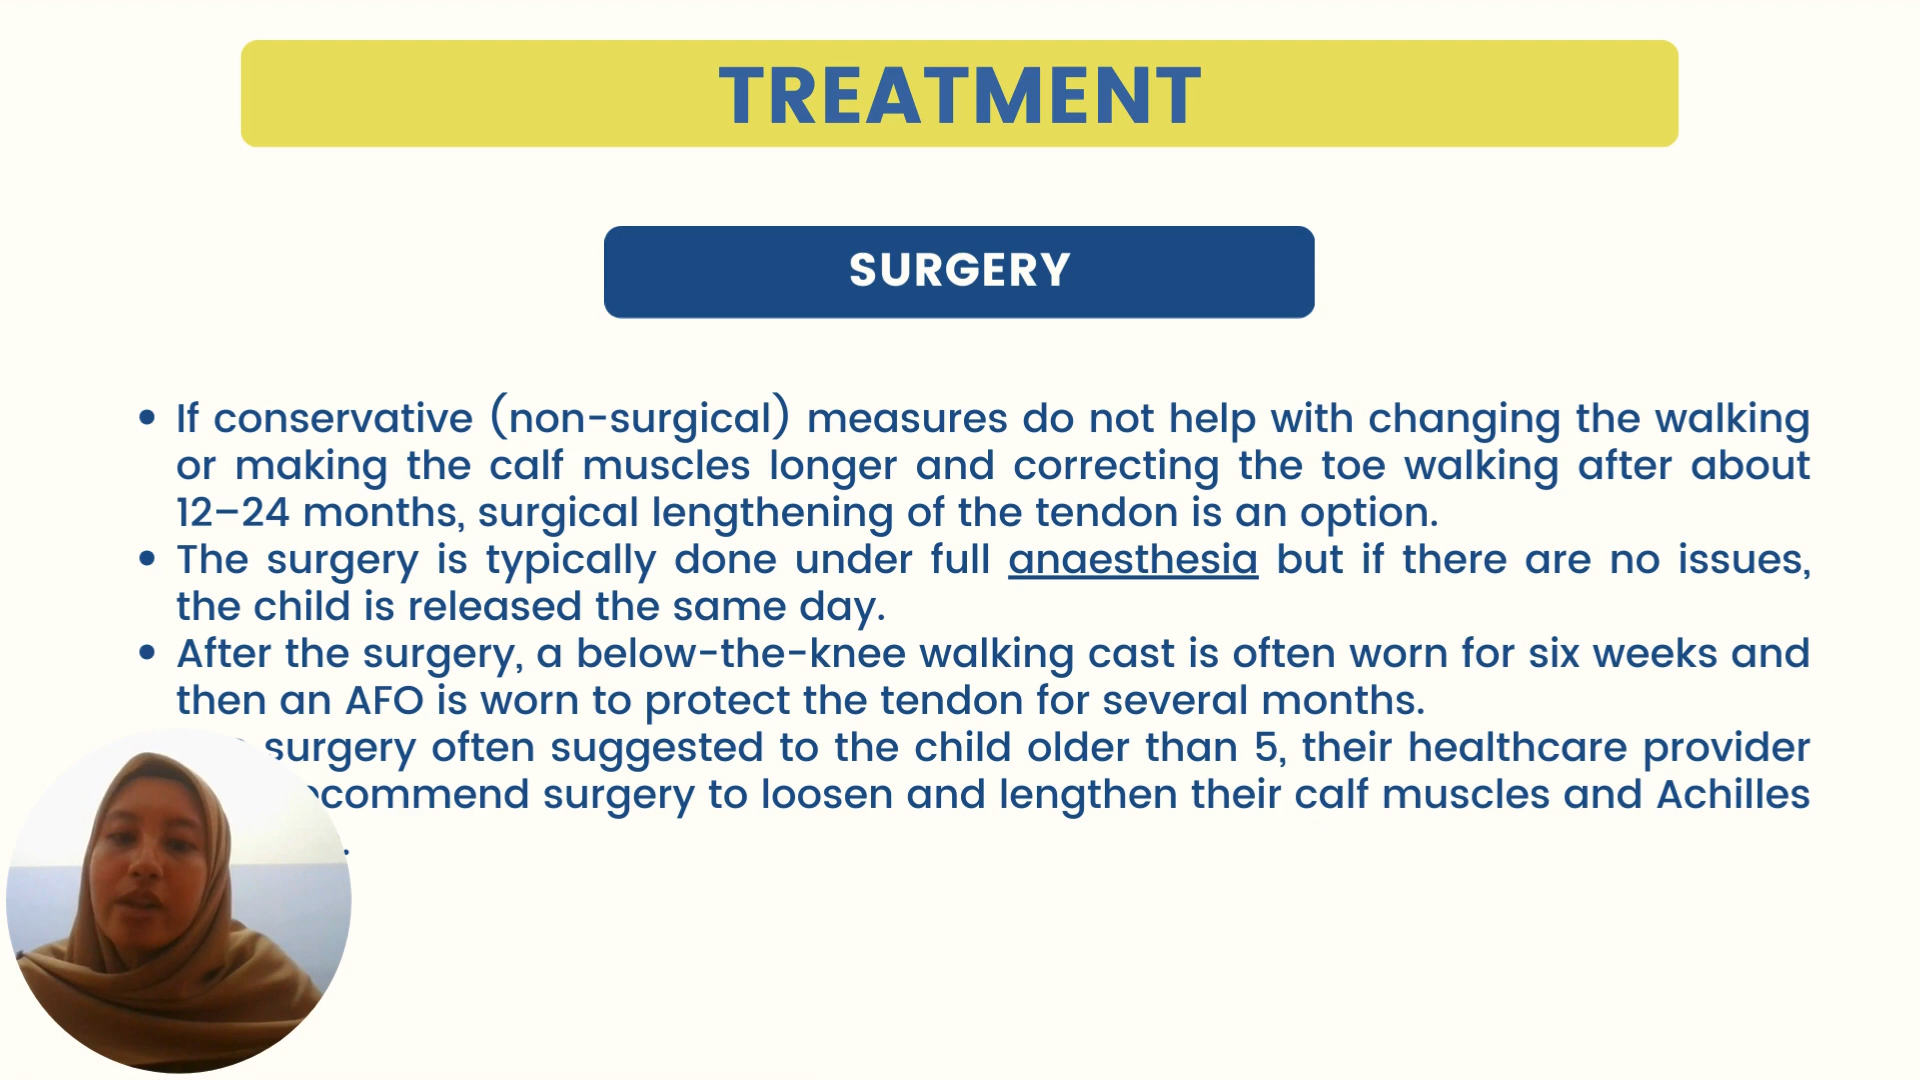 TREATMENT
SURGERY
• If conservative (non-surgical) measures do not help with changing the walking
or making the calf muscles longer and correcting the toe walking after about
12–24 months, surgical lengthening of the tendon is an option.
• The surgery is typically done under full anaesthesia but if there are no issues,
the child is released the same day.
• After the surgery, a below-the-knee walking cast is often worn for six weeks and
then an AFO is worn to protect the tendon for several months.
surgery often suggested to the child older than 5, their healthcare provider
surgery to loosen and lengthen their calf muscles and Achilles